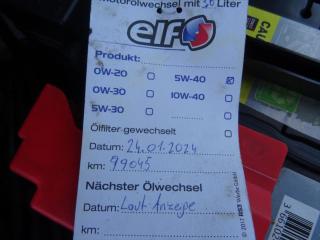 Motorölwechsel mit 3,0 Liter
elf
Produkt:
0W-20 5W-40
0W-30 10W-40
5W-30
Ölfilter gewechselt
Datum: 24.01.2024
km: 99045
Nächster Ölwechsel
Datum: Laut Anzeige
km: